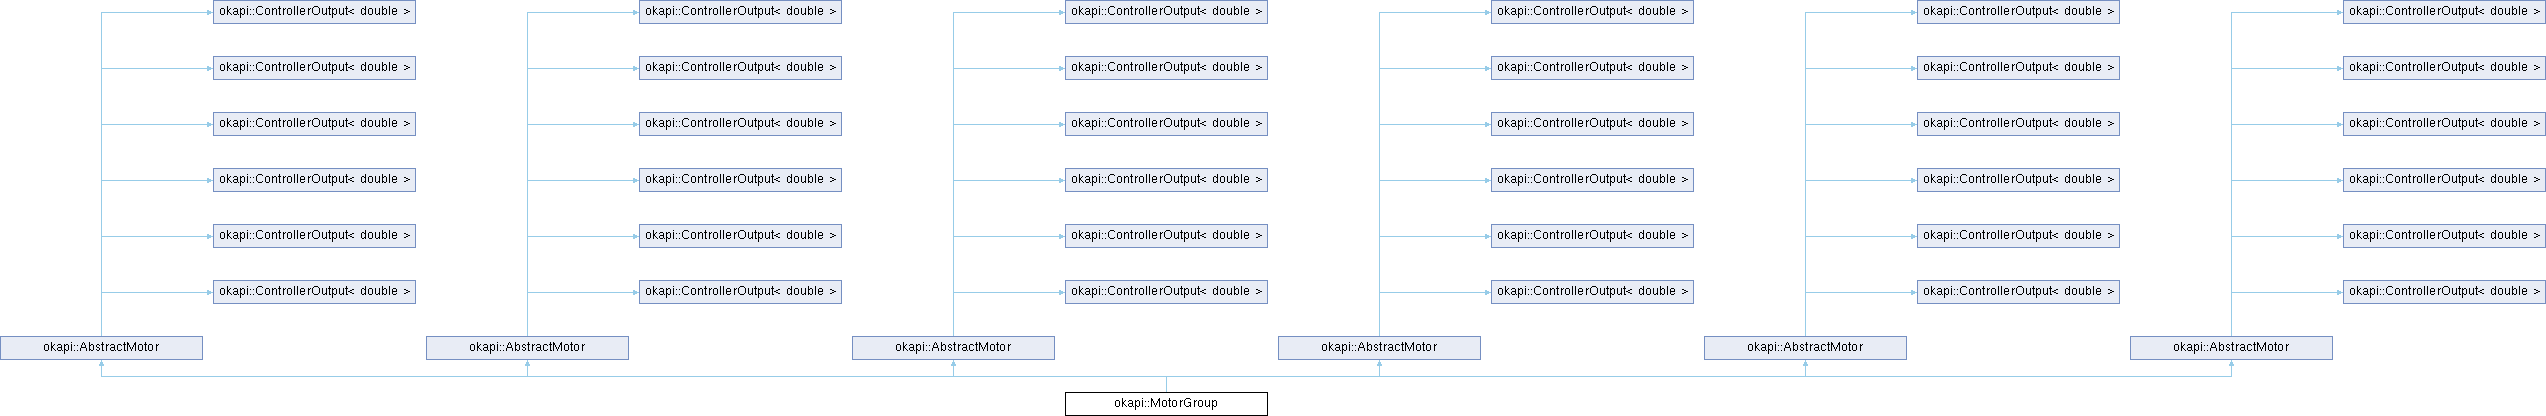 okapi::ControllerOutput< double > okapi::ControllerOutput< double > okapi::ControllerOutput< double > okapi::ControllerOutput< double > okapi::ControllerOutput< double > okapi::ControllerOutput< double >
okapi::ControllerOutput< double > okapi::ControllerOutput< double > okapi::ControllerOutput< double > okapi::ControllerOutput< double > okapi::ControllerOutput< double > okapi::ControllerOutput< double >
okapi::ControllerOutput< double > okapi::ControllerOutput< double > okapi::ControllerOutput< double > okapi::ControllerOutput< double > okapi::ControllerOutput< double > okapi::ControllerOutput< double >
okapi::ControllerOutput< double > okapi::ControllerOutput< double > okapi::ControllerOutput< double > okapi::ControllerOutput< double > okapi::ControllerOutput< double > okapi::ControllerOutput< double >
okapi::ControllerOutput< double > okapi::ControllerOutput< double > okapi::ControllerOutput< double > okapi::ControllerOutput< double > okapi::ControllerOutput< double > okapi::ControllerOutput< double >
okapi::ControllerOutput< double > okapi::ControllerOutput< double > okapi::ControllerOutput< double > okapi::ControllerOutput< double > okapi::ControllerOutput< double > okapi::ControllerOutput< double >
okapi::AbstractMotor okapi::AbstractMotor okapi::AbstractMotor okapi::AbstractMotor okapi::AbstractMotor okapi::AbstractMotor
okapi::MotorGroup